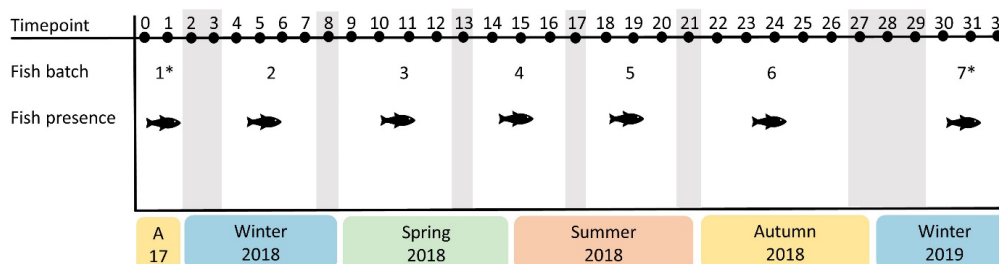 Timepoint 0 1 2 3 4 5 6 7 8 9 10 11 12 13 14 15 16 17 18 19 20 21 22 23 24 25 26 27 28 29 30 31
Fish batch 1* 2 3 4 5 6 7*
Fish presence
A Winter Spring Summer Autumn Winter
17 2018 2018 2018 2018 2019